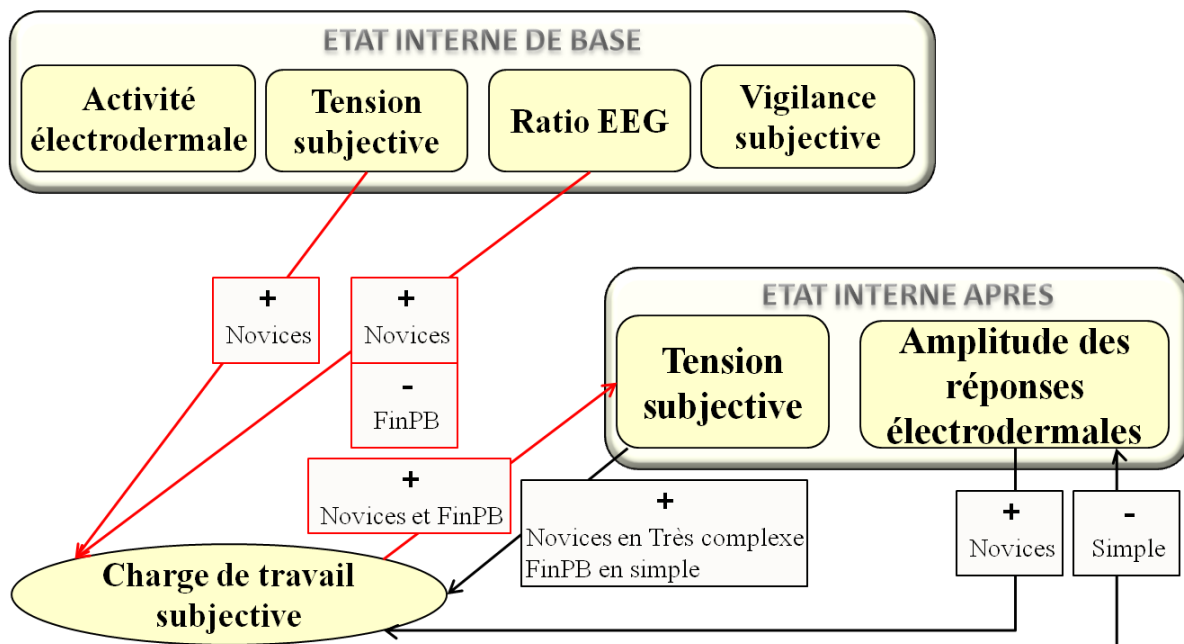 ETAT INTERNE DE BASE
Activité
électrodermale
Tension
subjective
Ratio EEG
Vigilance
subjective
+
Novices
+
Novices
-
FinPB
ETAT INTERNE APRES
Tension
subjective
Amplitude des
réponses
électrodermales
+
Novices et FinPB
+
Novices en Très complexe
FinPB en simple
+
Novices
-
Simple
Charge de travail
subjective